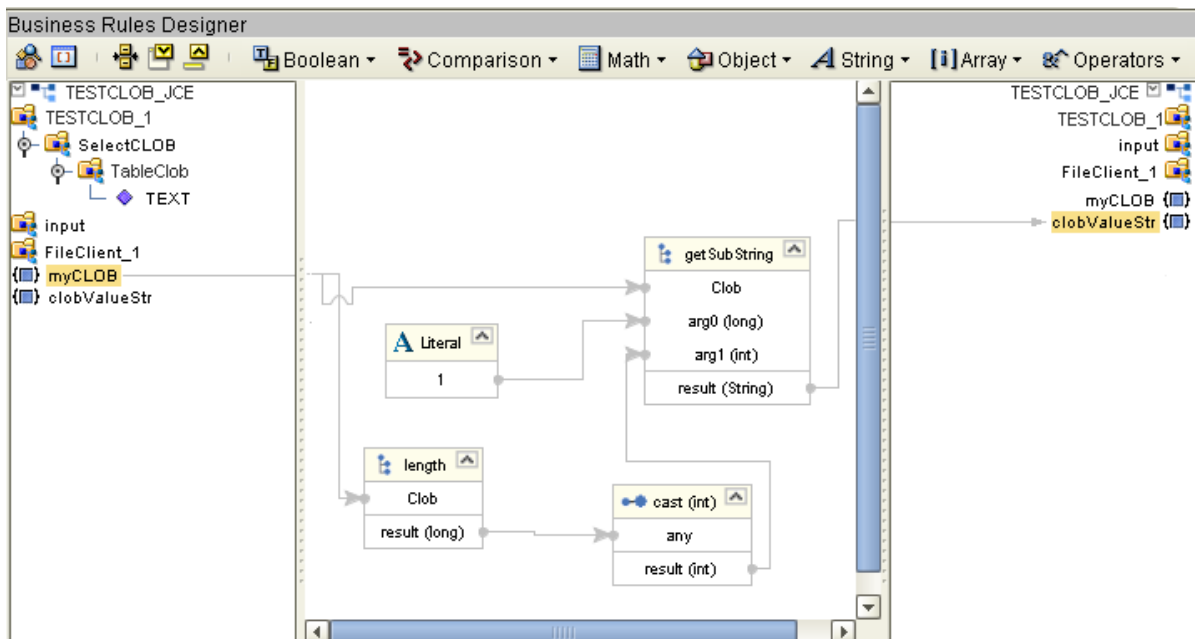 Business Rules Designer
Boolean Comparison Math Object String [i] Array Operators
TESTCLOB_JCE
TESTCLOB_1
SelectCLOB
TableClob
TEXT
input
FileClient_1
myCLOB
clobValueStr
getSubString
Clob
arg0 (long)
arg1 (int)
result (String)
A Literal
1
length
Clob
result (long)
cast (int)
any
result (int)
TESTCLOB_JCE
TESTCLOB_1
input
FileClient_1
myCLOB
clobValueStr